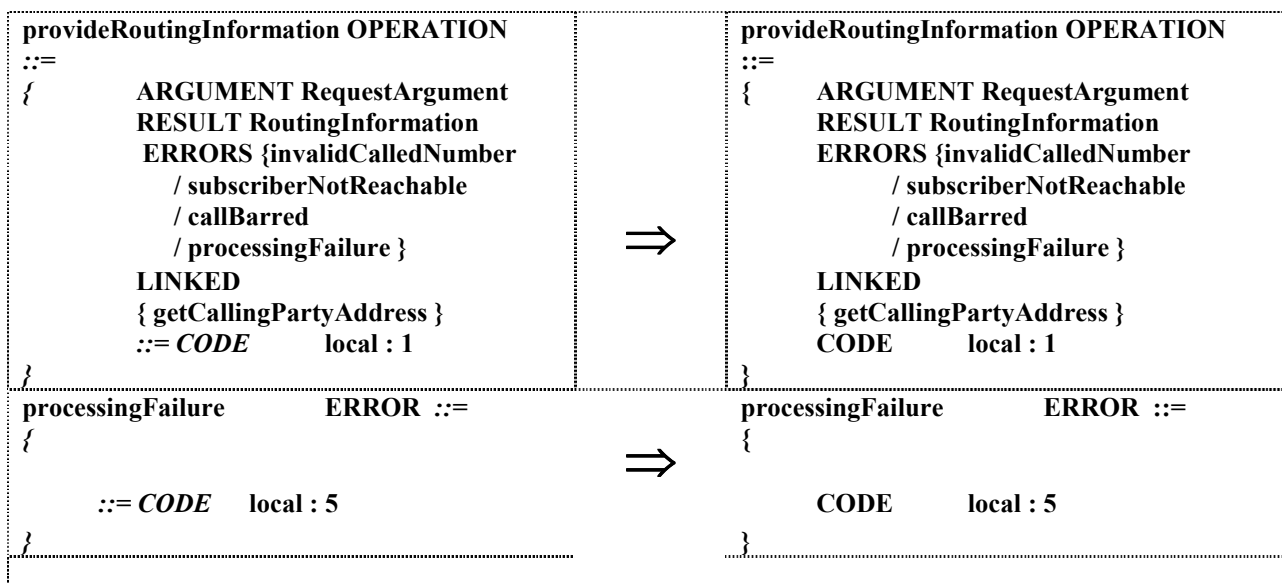 provideRoutingInformation OPERATION
::=
{ ARGUMENT RequestArgument
RESULT RoutingInformation
ERRORS {invalidCalledNumber
/ subscriberNotReachable
/ callBarred
/ processingFailure }
LINKED
{ getCallingPartyAddress }
::= CODE local : 1
}
⇒
provideRoutingInformation OPERATION
::=
{ ARGUMENT RequestArgument
RESULT RoutingInformation
ERRORS {invalidCalledNumber
/ subscriberNotReachable
/ callBarred
/ processingFailure }
LINKED
{ getCallingPartyAddress }
CODE local : 1
}
processingFailure ERROR ::=
{
::= CODE local : 5
}
⇒
processingFailure ERROR ::=
{
CODE local : 5
}